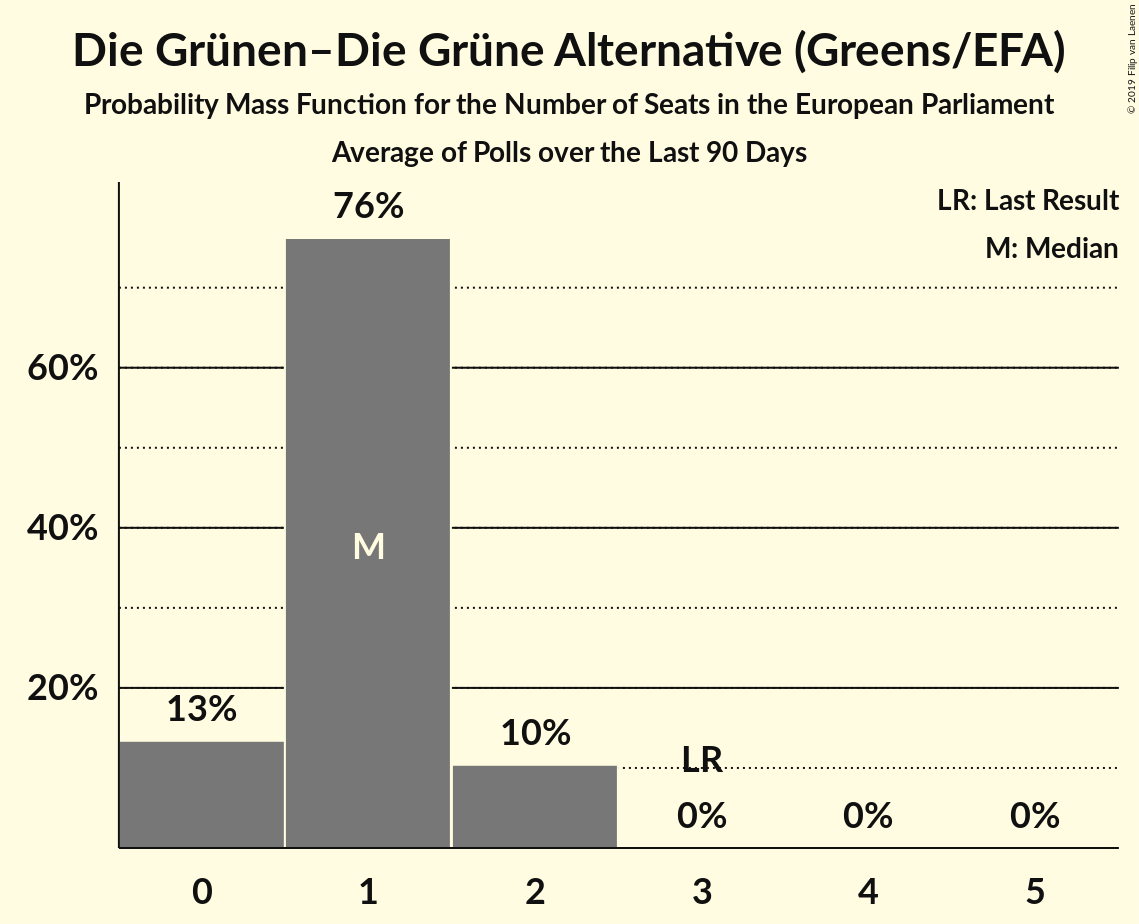 Die Grünen–Die Grüne Alternative (Greens/EFA)
Probability Mass Function for the Number of Seats in the European Parliament
Average of Polls over the Last 90 Days
© 2019 Filip van Laenen
LR: Last Result
M: Median
76%
60%
40%
M
20%
13%
10%
LR
0%
0%
0%
0
1
2
3
4
5